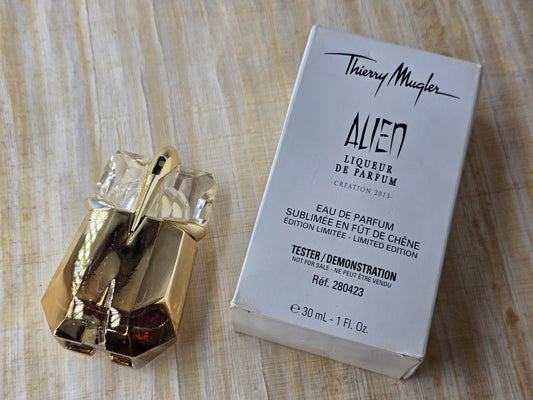 Thierry Mugler
ALIEN
LIQUEUR
DE PARFUM
-CREATION 2013-
EAU DE PARFUM
SUBLIMÉE EN FÛT DE CHÊNE
ÉDITION LIMITÉE - LIMITED EDITION
TESTER / DEMONSTRATION
NOT FOR SALE - NE PEUT ÊTRE VENDU
Réf. 280423
℮ 30 mL - 1 Fl. Oz.